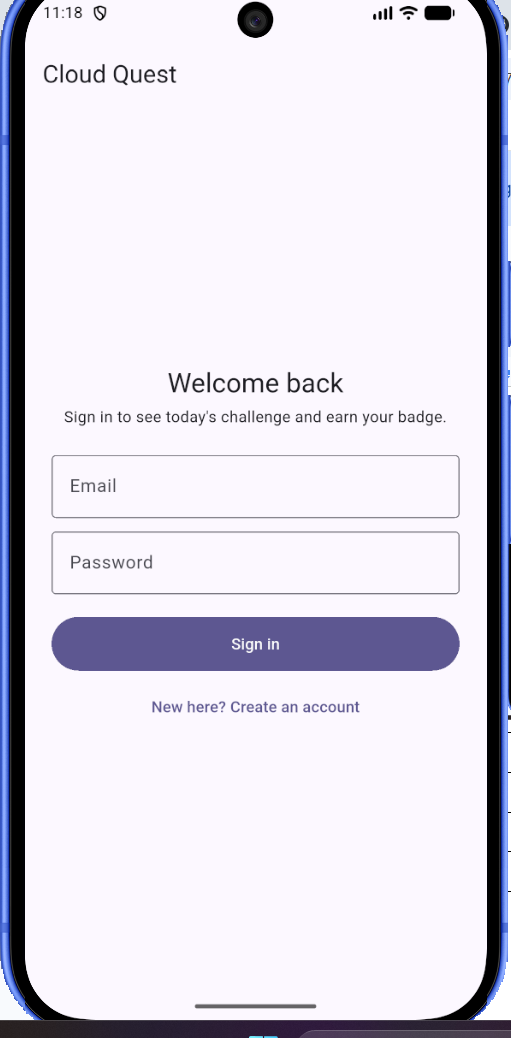 11:18
Cloud Quest
Welcome back
Sign in to see today's challenge and earn your badge.
Email
Password
Sign in
New here? Create an account